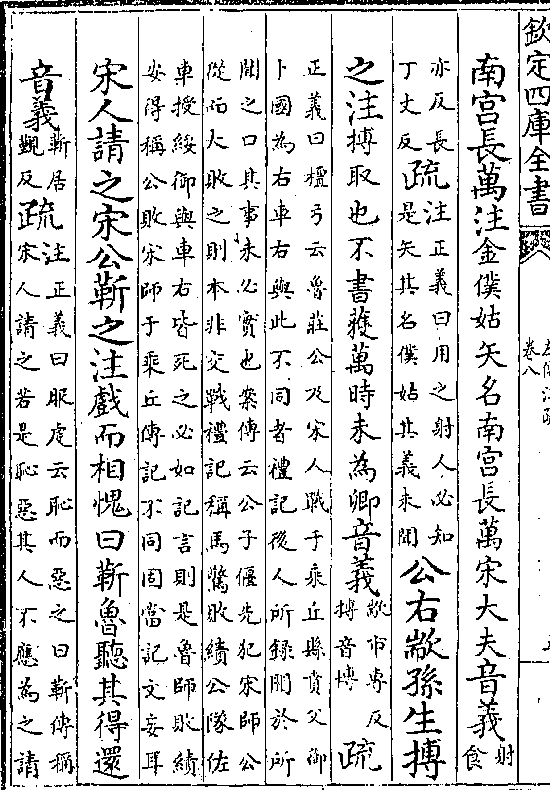 欽定四庫全書
卷八
南宮長萬注金僕姑矢名南宮長萬宋大夫音義射食
亦反長
丁丈反疏注正義曰用之射人必知
是矢其名僕姑其義未聞公右歂孫生搏
之注搏取也不書獲萬時未為卿音義歂市專反
搏音博疏
正義曰檀弓云魯莊公及宋人戰于乘丘縣賁父御
卜國為右車右與此不同者禮記後人所録聞於所
聞之口其事未必實也案傳云公子偃先犯宋師公
從而大敗之則本非交戰禮記稱馬驚敗績公隊佐
車授綏御與車右皆死之必如記言則是魯師敗績
安得稱公敗宋師于乘丘傳記不同固當記文妄耳
宋人請之宋公靳之注戲而相愧曰靳魯聽其得還
音義靳居
覲反疏注正義曰服虔云恥而惡之曰靳傳稱
宋人請之若是恥惡其人不應為之請